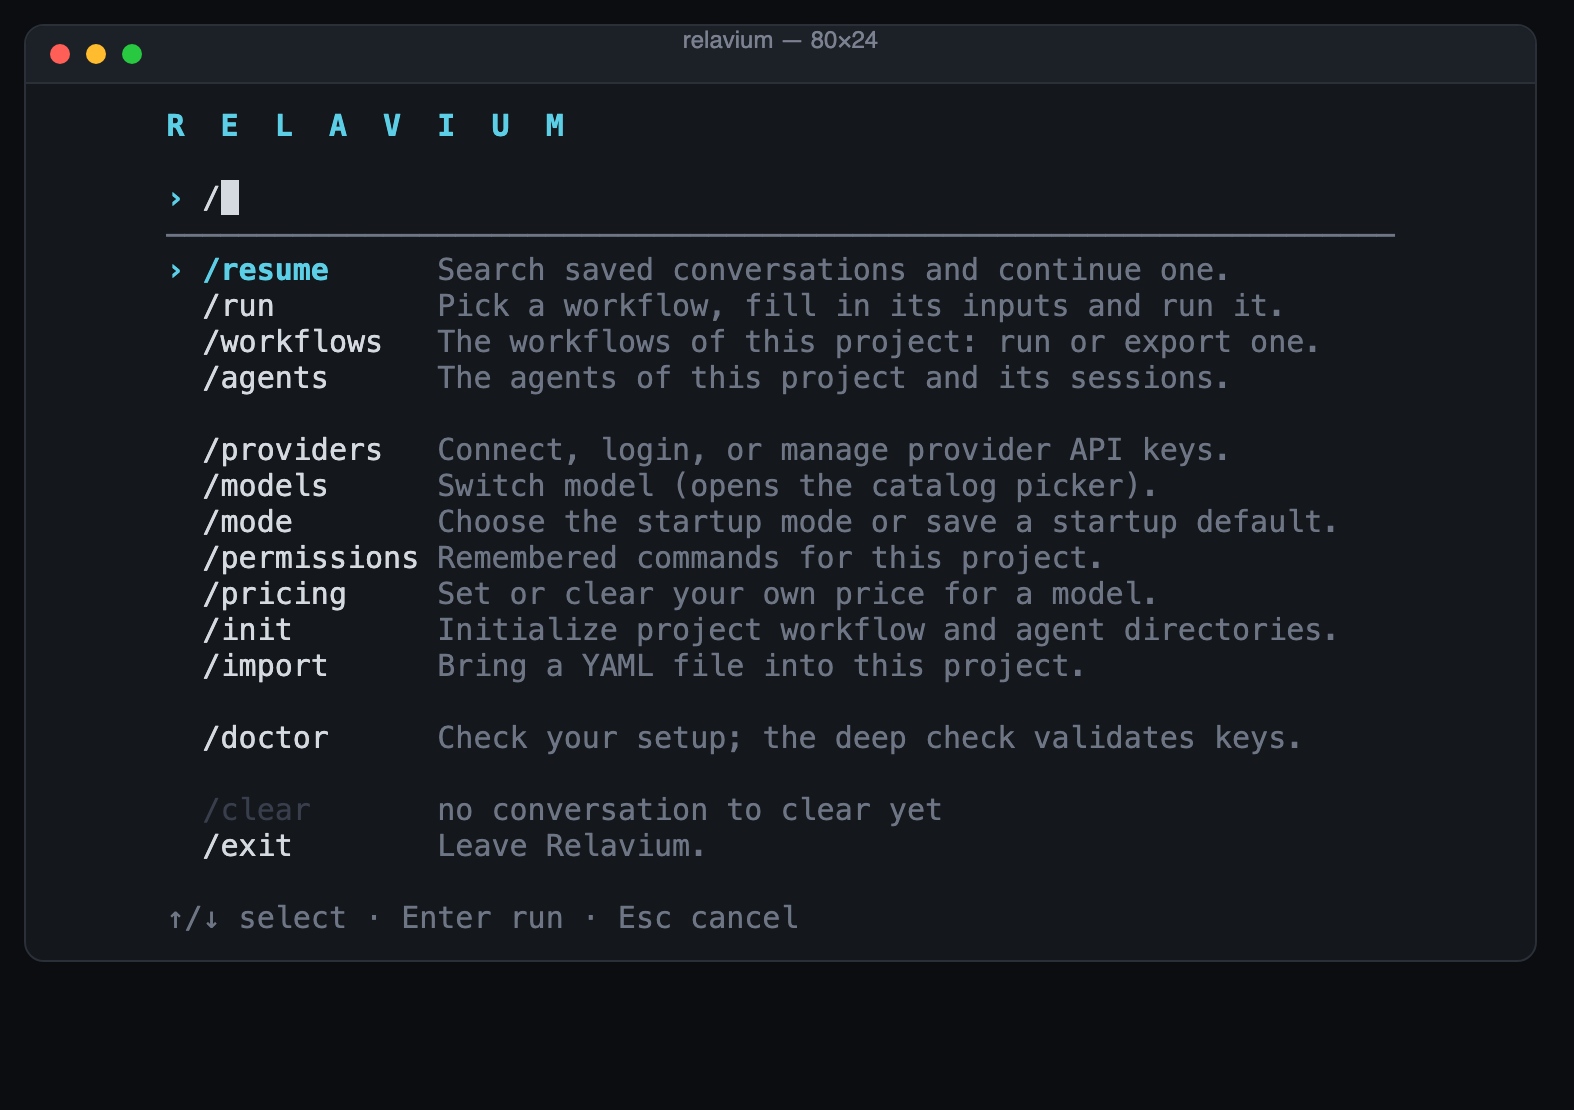 relavium — 80×24
R E L A V I U M
› /
› /resume Search saved conversations and continue one.
/run Pick a workflow, fill in its inputs and run it.
/workflows The workflows of this project: run or export one.
/agents The agents of this project and its sessions.
/providers Connect, login, or manage provider API keys.
/models Switch model (opens the catalog picker).
/mode Choose the startup mode or save a startup default.
/permissions Remembered commands for this project.
/pricing Set or clear your own price for a model.
/init Initialize project workflow and agent directories.
/import Bring a YAML file into this project.
/doctor Check your setup; the deep check validates keys.
/clear no conversation to clear yet
/exit Leave Relavium.
↑/↓ select · Enter run · Esc cancel